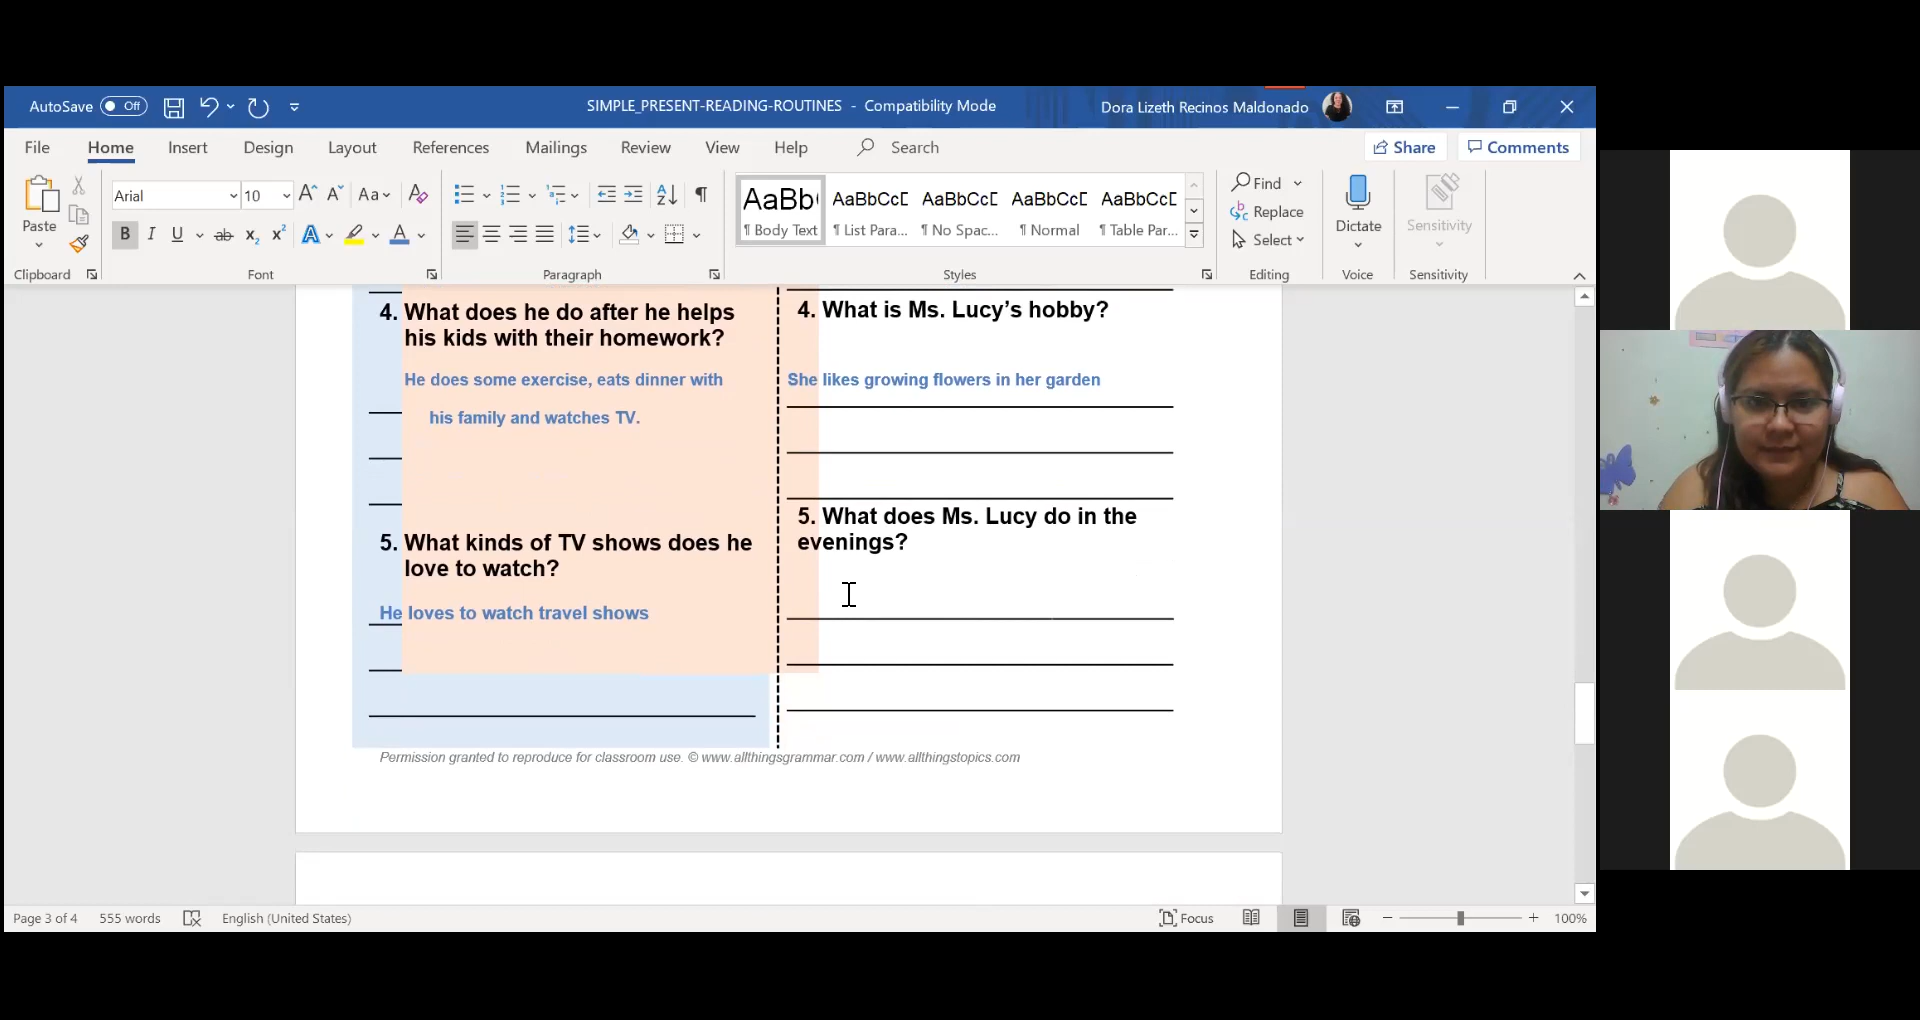 AutoSave Off
SIMPLE_PRESENT-READING-ROUTINES - Compatibility Mode
Dora Lizeth Recinos Maldonado
File Home Insert Design Layout References Mailings Review View Help Search
Share Comments
Paste
Clipboard
Arial 10 Aa
B I U ab x₂ x² A A
Font
Paragraph
AaBb( AaBbCcD AaBbCcD AaBbCcD AaBbCcD
¶ Body Text ¶ List Para... ¶ No Spac... ¶ Normal ¶ Table Par...
Styles
Find
Replace
Select
Editing
Dictate
Voice
Sensitivity
Sensitivity
4. What does he do after he helps
his kids with their homework?
He does some exercise, eats dinner with
his family and watches TV.
5. What kinds of TV shows does he
love to watch?
He loves to watch travel shows
4. What is Ms. Lucy’s hobby?
She likes growing flowers in her garden
5. What does Ms. Lucy do in the
evenings?
Permission granted to reproduce for classroom use. © www.allthingsgrammar.com / www.allthingstopics.com
Page 3 of 4 555 words English (United States) Focus 100%